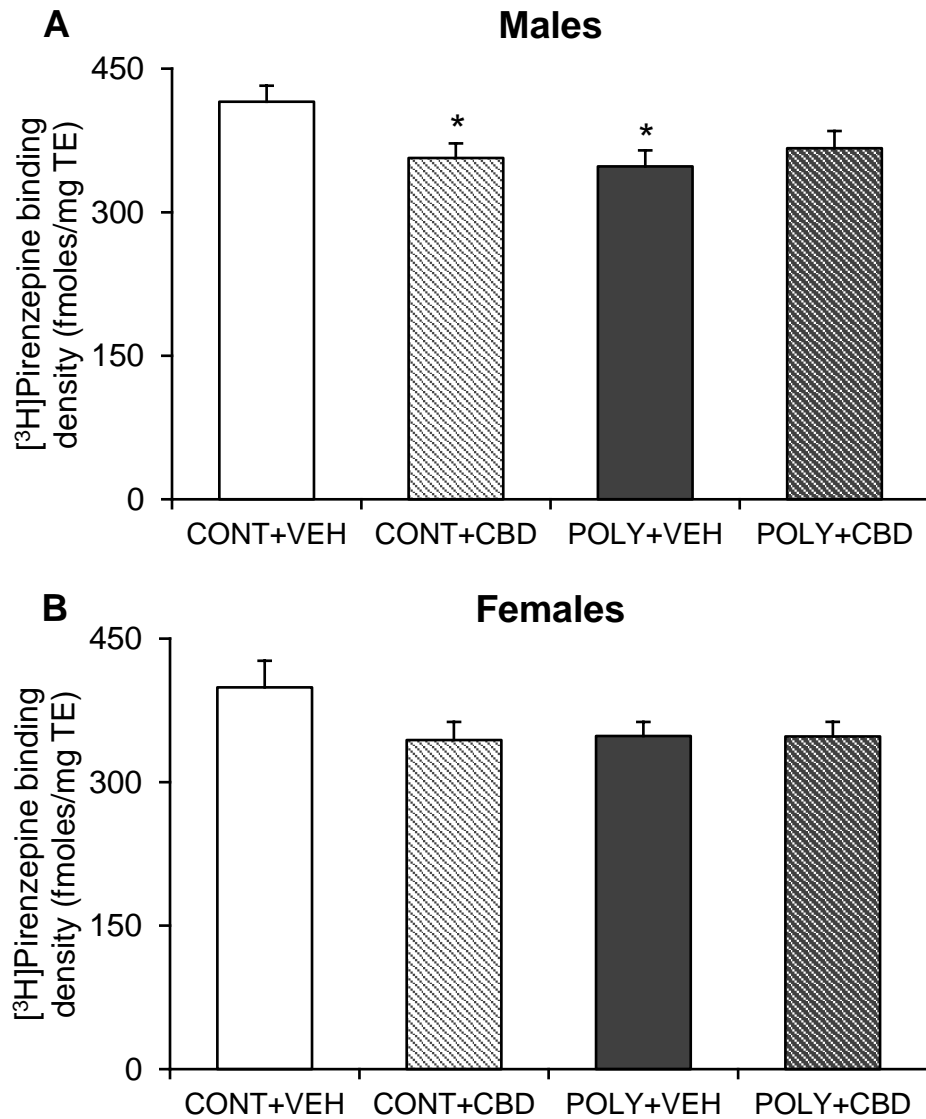 A
Males
[³H]Pirenzepine binding
density (fmoles/mg TE)
450
300
150
0
*
*
CONT+VEH CONT+CBD POLY+VEH POLY+CBD
B
Females
[³H]Pirenzepine binding
density (fmoles/mg TE)
450
300
150
0
CONT+VEH CONT+CBD POLY+VEH POLY+CBD